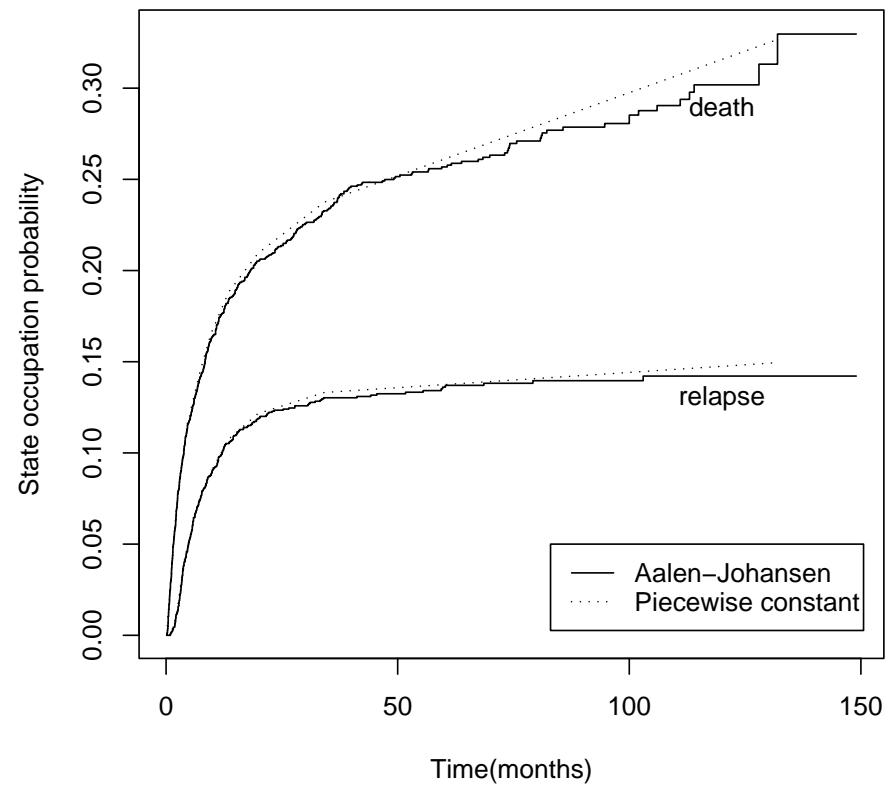 State occupation probability
0.30
0.25
0.20
0.15
0.10
0.05
0.00
death
relapse
Aalen−Johansen
Piecewise constant
0 50 100 150
Time(months)